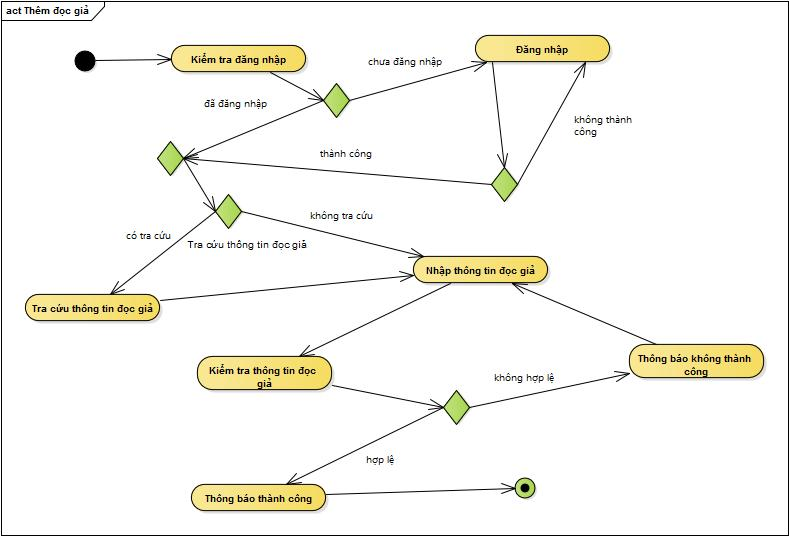 act Thêm đọc giả
Kiểm tra đăng nhập
Đăng nhập
chưa đăng nhập
đã đăng nhập
không thành
công
thành công
có tra cứu
không tra cứu
Tra cứu thông tin đọc giả
Tra cứu thông tin đọc giả
Nhập thông tin đọc giả
Kiểm tra thông tin đọc
giả
Thông báo không thành
công
không hợp lệ
hợp lệ
Thông báo thành công